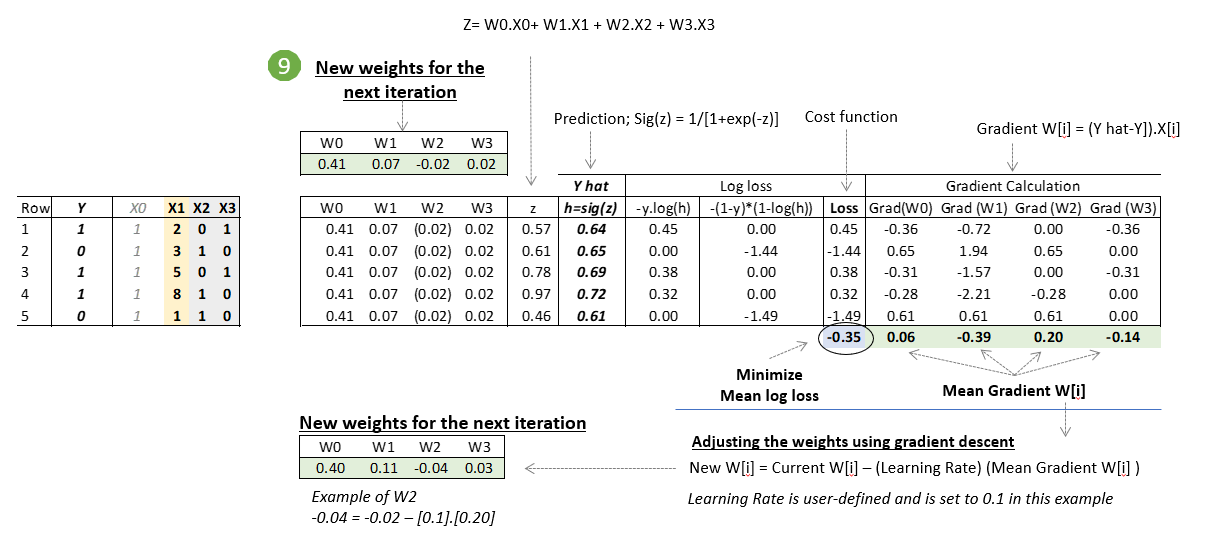 Z= W0.X0+ W1.X1 + W2.X2 + W3.X3
9
New weights for the
next iteration
Prediction; Sig(z) = 1/[1+exp(-z)]
Cost function
Gradient W[i] = (Y hat-Y]).X[i]
W0 W1 W2 W3
0.41 0.07 -0.02 0.02
Y hat Log loss Gradient Calculation
Row Y X0 X1 X2 X3 W0 W1 W2 W3 z h=sig(z) -y.log(h) -(1-y)*(1-log(h)) Loss Grad(W0) Grad (W1) Grad (W2) Grad (W3)
1 1 1 2 0 1 0.41 0.07 (0.02) 0.02 0.57 0.64 0.45 0.00 0.45 -0.36 -0.72 0.00 -0.36
2 0 1 3 1 0 0.41 0.07 (0.02) 0.02 0.61 0.65 0.00 -1.44 -1.44 0.65 1.94 0.65 0.00
3 1 1 5 0 1 0.41 0.07 (0.02) 0.02 0.78 0.69 0.38 0.00 0.38 -0.31 -1.57 0.00 -0.31
4 1 1 8 1 0 0.41 0.07 (0.02) 0.02 0.97 0.72 0.32 0.00 0.32 -0.28 -2.21 -0.28 0.00
5 0 1 1 1 0 0.41 0.07 (0.02) 0.02 0.46 0.61 0.00 -1.49 -1.49 0.61 0.61 0.61 0.00
-0.35 0.06 -0.39 0.20 -0.14
Minimize
Mean log loss
Mean Gradient W[i]
New weights for the next iteration
W0 W1 W2 W3
0.40 0.11 -0.04 0.03
Example of W2
-0.04 = -0.02 – [0.1].[0.20]
Adjusting the weights using gradient descent
New W[i] = Current W[i] – (Learning Rate) (Mean Gradient W[i] )
Learning Rate is user-defined and is set to 0.1 in this example